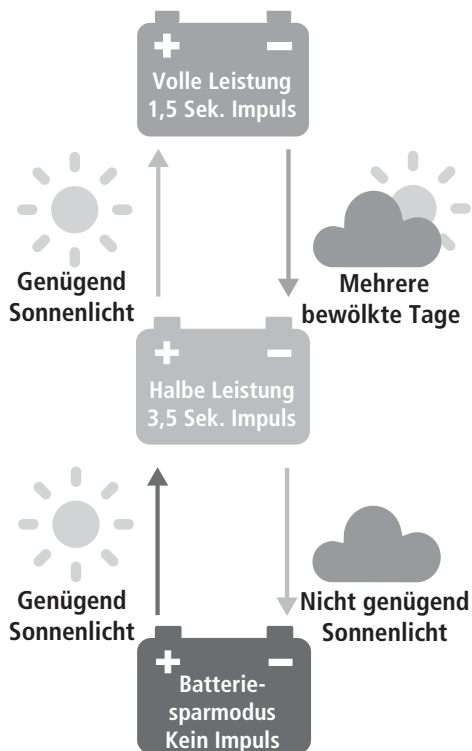 + −
Volle Leistung
1,5 Sek. Impuls
Genügend
Sonnenlicht
Mehrere
bewölkte Tage
+ −
Halbe Leistung
3,5 Sek. Impuls
Genügend
Sonnenlicht
Nicht genügend
Sonnenlicht
+ −
Batterie-
sparmodus
Kein Impuls